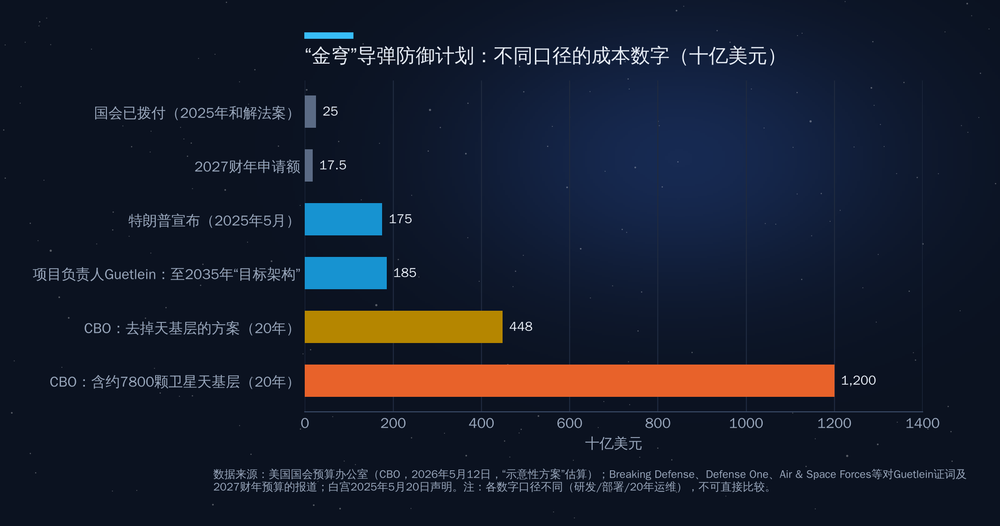 “金穹”导弹防御计划：不同口径的成本数字（十亿美元）
国会已拨付（2025年和解法案） 25
2027财年申请额 17.5
特朗普宣布（2025年5月） 175
项目负责人Guetlein：至2035年“目标架构” 185
CBO：去掉天基层的方案（20年） 448
CBO：含约7800颗卫星天基层（20年） 1,200
0 200 400 600 800 1000 1200 1400
十亿美元
数据来源：美国国会预算办公室（CBO，2026年5月12日，“示意性方案”估算）；Breaking Defense、Defense One、Air & Space Forces等对Guetlein证词及
2027财年预算的报道；白宫2025年5月20日声明。注：各数字口径不同（研发/部署/20年运维），不可直接比较。